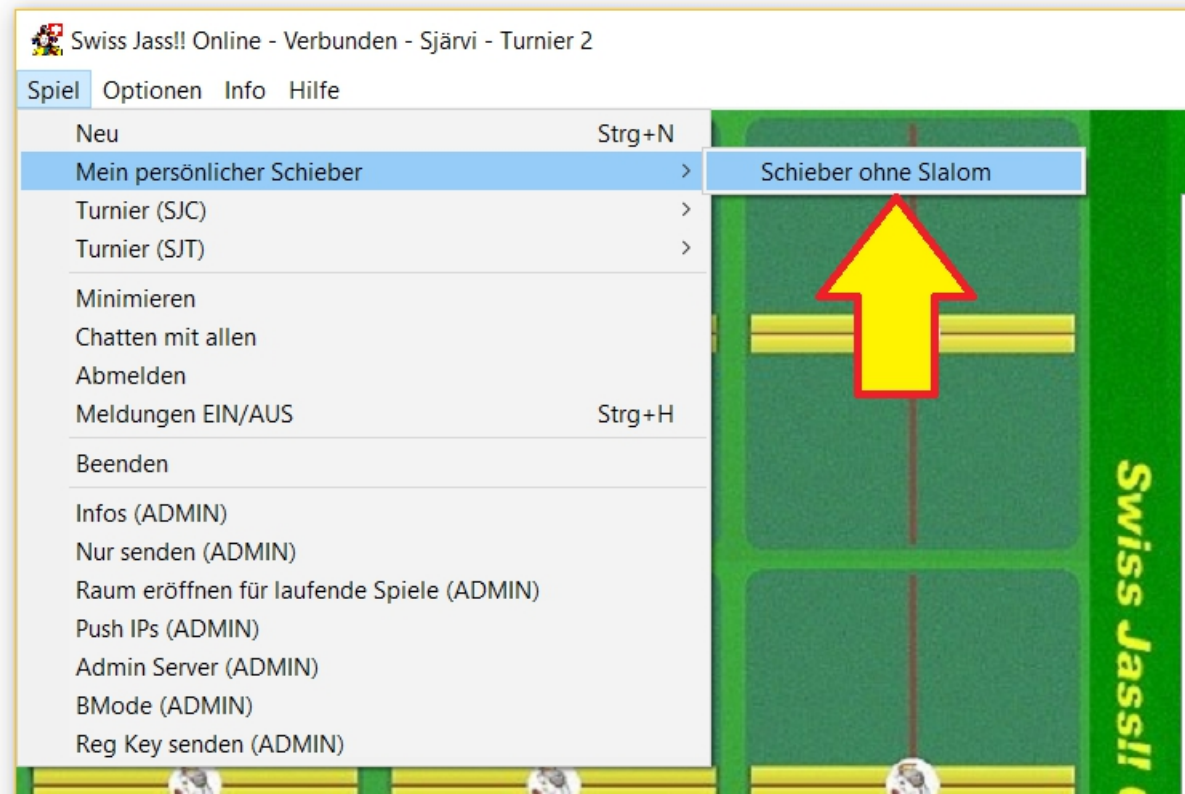 Swiss Jass!! Online - Verbunden - Sjärvi - Turnier 2
Spiel Optionen Info Hilfe
Neu Strg+N
Mein persönlicher Schieber >
Schieber ohne Slalom
Turnier (SJC) >
Turnier (SJT) >
Minimieren
Chatten mit allen
Abmelden
Meldungen EIN/AUS Strg+H
Beenden
Infos (ADMIN)
Nur senden (ADMIN)
Raum eröffnen für laufende Spiele (ADMIN)
Push IPs (ADMIN)
Admin Server (ADMIN)
BMode (ADMIN)
Reg Key senden (ADMIN)
Swiss Jass!!